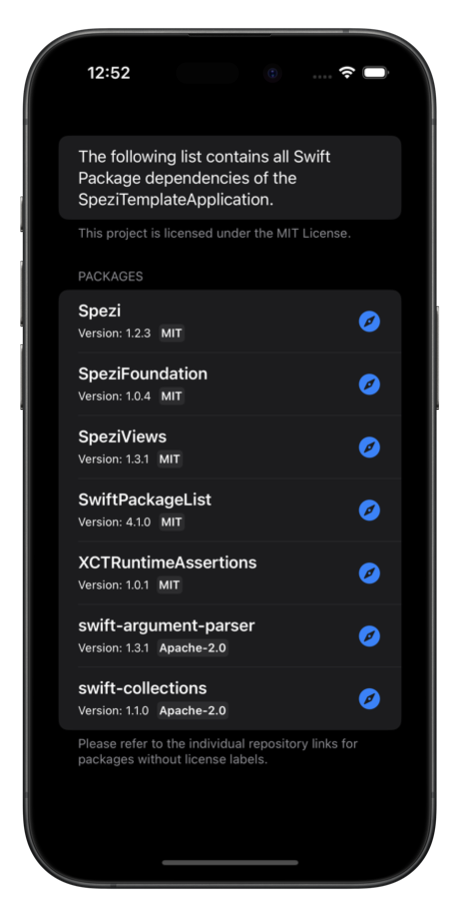 12:52
The following list contains all Swift
Package dependencies of the
SpeziTemplateApplication.
This project is licensed under the MIT License.
PACKAGES
Spezi
Version: 1.2.3 MIT
SpeziFoundation
Version: 1.0.4 MIT
SpeziViews
Version: 1.3.1 MIT
SwiftPackageList
Version: 4.1.0 MIT
XCTRuntimeAssertions
Version: 1.0.1 MIT
swift-argument-parser
Version: 1.3.1 Apache-2.0
swift-collections
Version: 1.1.0 Apache-2.0
Please refer to the individual repository links for
packages without license labels.